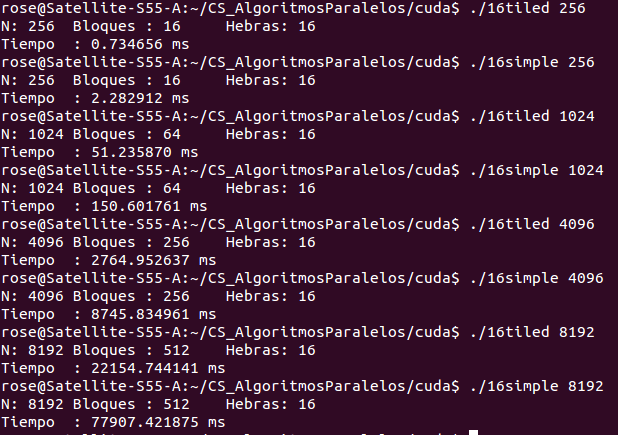 rose@Satellite-S55-A:~/CS_AlgoritmosParalelos/cuda$ ./16tiled 256
N: 256 Bloques : 16 Hebras: 16
Tiempo : 0.734656 ms
rose@Satellite-S55-A:~/CS_AlgoritmosParalelos/cuda$ ./16simple 256
N: 256 Bloques : 16 Hebras: 16
Tiempo : 2.282912 ms
rose@Satellite-S55-A:~/CS_AlgoritmosParalelos/cuda$ ./16tiled 1024
N: 1024 Bloques : 64 Hebras: 16
Tiempo : 51.235870 ms
rose@Satellite-S55-A:~/CS_AlgoritmosParalelos/cuda$ ./16simple 1024
N: 1024 Bloques : 64 Hebras: 16
Tiempo : 150.601761 ms
rose@Satellite-S55-A:~/CS_AlgoritmosParalelos/cuda$ ./16tiled 4096
N: 4096 Bloques : 256 Hebras: 16
Tiempo : 2764.952637 ms
rose@Satellite-S55-A:~/CS_AlgoritmosParalelos/cuda$ ./16simple 4096
N: 4096 Bloques : 256 Hebras: 16
Tiempo : 8745.834961 ms
rose@Satellite-S55-A:~/CS_AlgoritmosParalelos/cuda$ ./16tiled 8192
N: 8192 Bloques : 512 Hebras: 16
Tiempo : 22154.744141 ms
rose@Satellite-S55-A:~/CS_AlgoritmosParalelos/cuda$ ./16simple 8192
N: 8192 Bloques : 512 Hebras: 16
Tiempo : 77907.421875 ms